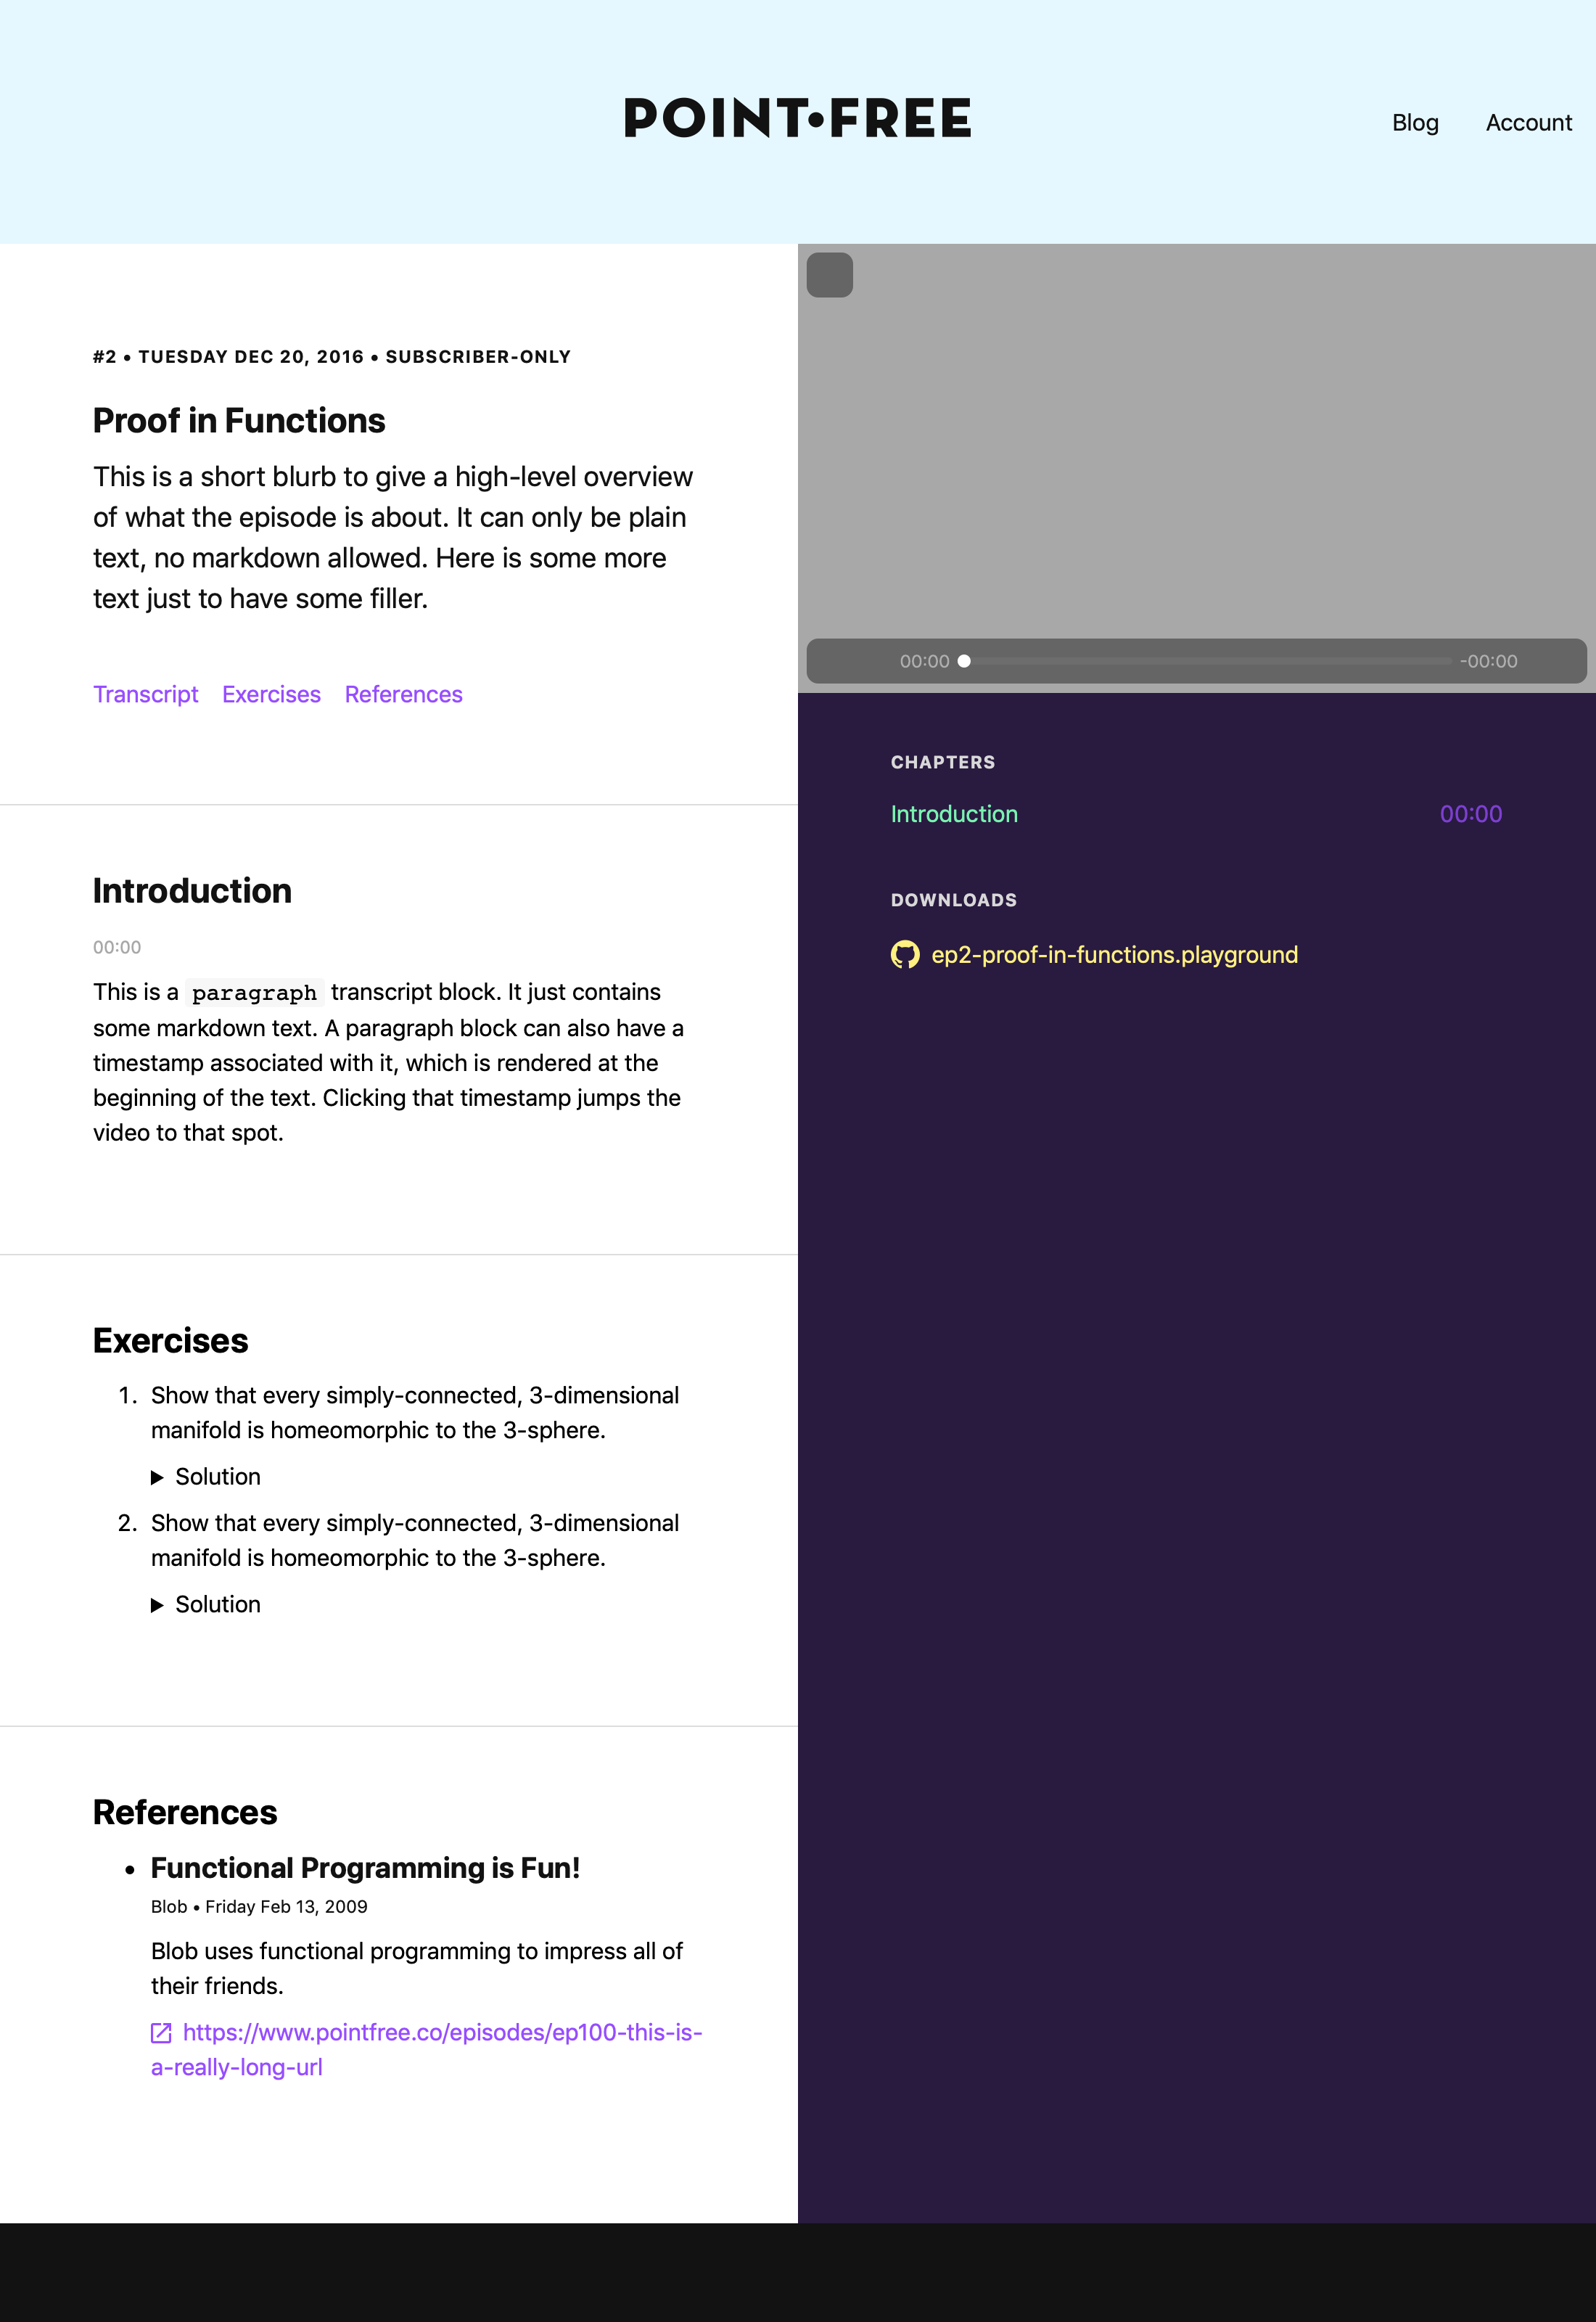 POINT•FREE
Blog Account
#2 • TUESDAY DEC 20, 2016 • SUBSCRIBER-ONLY
Proof in Functions
This is a short blurb to give a high-level overview
of what the episode is about. It can only be plain
text, no markdown allowed. Here is some more
text just to have some filler.
Transcript Exercises References
Introduction
00:00
This is a paragraph transcript block. It just contains
some markdown text. A paragraph block can also have a
timestamp associated with it, which is rendered at the
beginning of the text. Clicking that timestamp jumps the
video to that spot.
Exercises
1. Show that every simply-connected, 3-dimensional
manifold is homeomorphic to the 3-sphere.
Solution
2. Show that every simply-connected, 3-dimensional
manifold is homeomorphic to the 3-sphere.
Solution
References
• Functional Programming is Fun!
Blob • Friday Feb 13, 2009
Blob uses functional programming to impress all of
their friends.
https://www.pointfree.co/episodes/ep100-this-is-
a-really-long-url
00:00 -00:00
CHAPTERS
Introduction 00:00
DOWNLOADS
ep2-proof-in-functions.playground